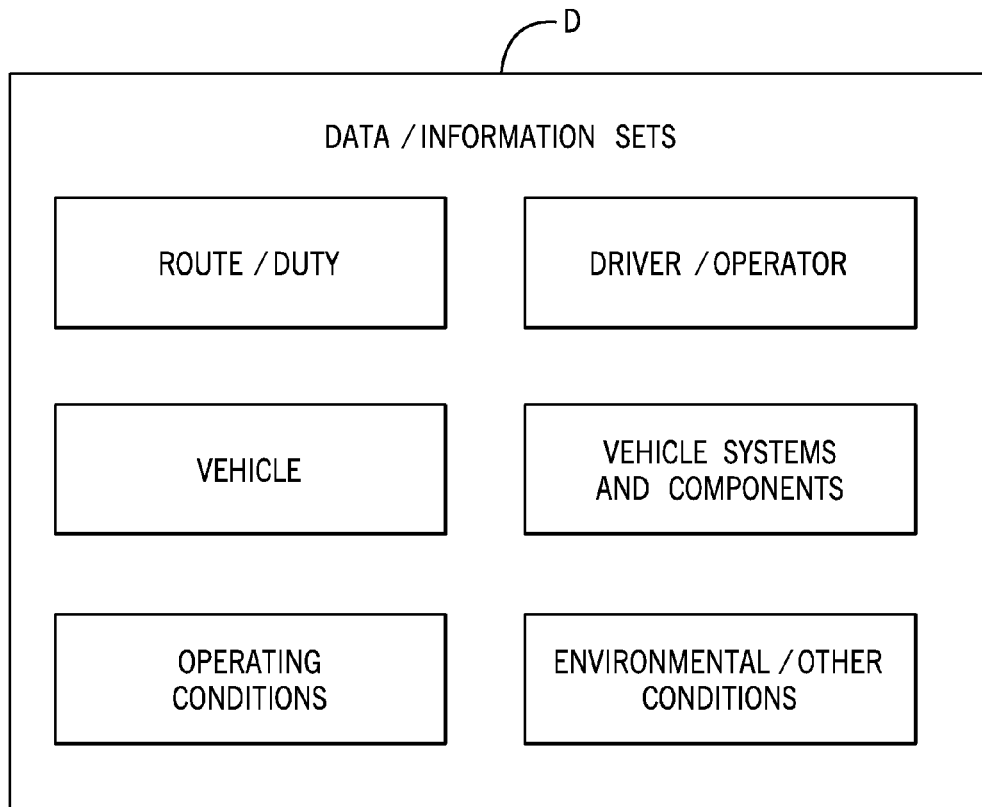 D
DATA / INFORMATION SETS
ROUTE / DUTY
DRIVER / OPERATOR
VEHICLE
VEHICLE SYSTEMS
AND COMPONENTS
OPERATING
CONDITIONS
ENVIRONMENTAL / OTHER
CONDITIONS